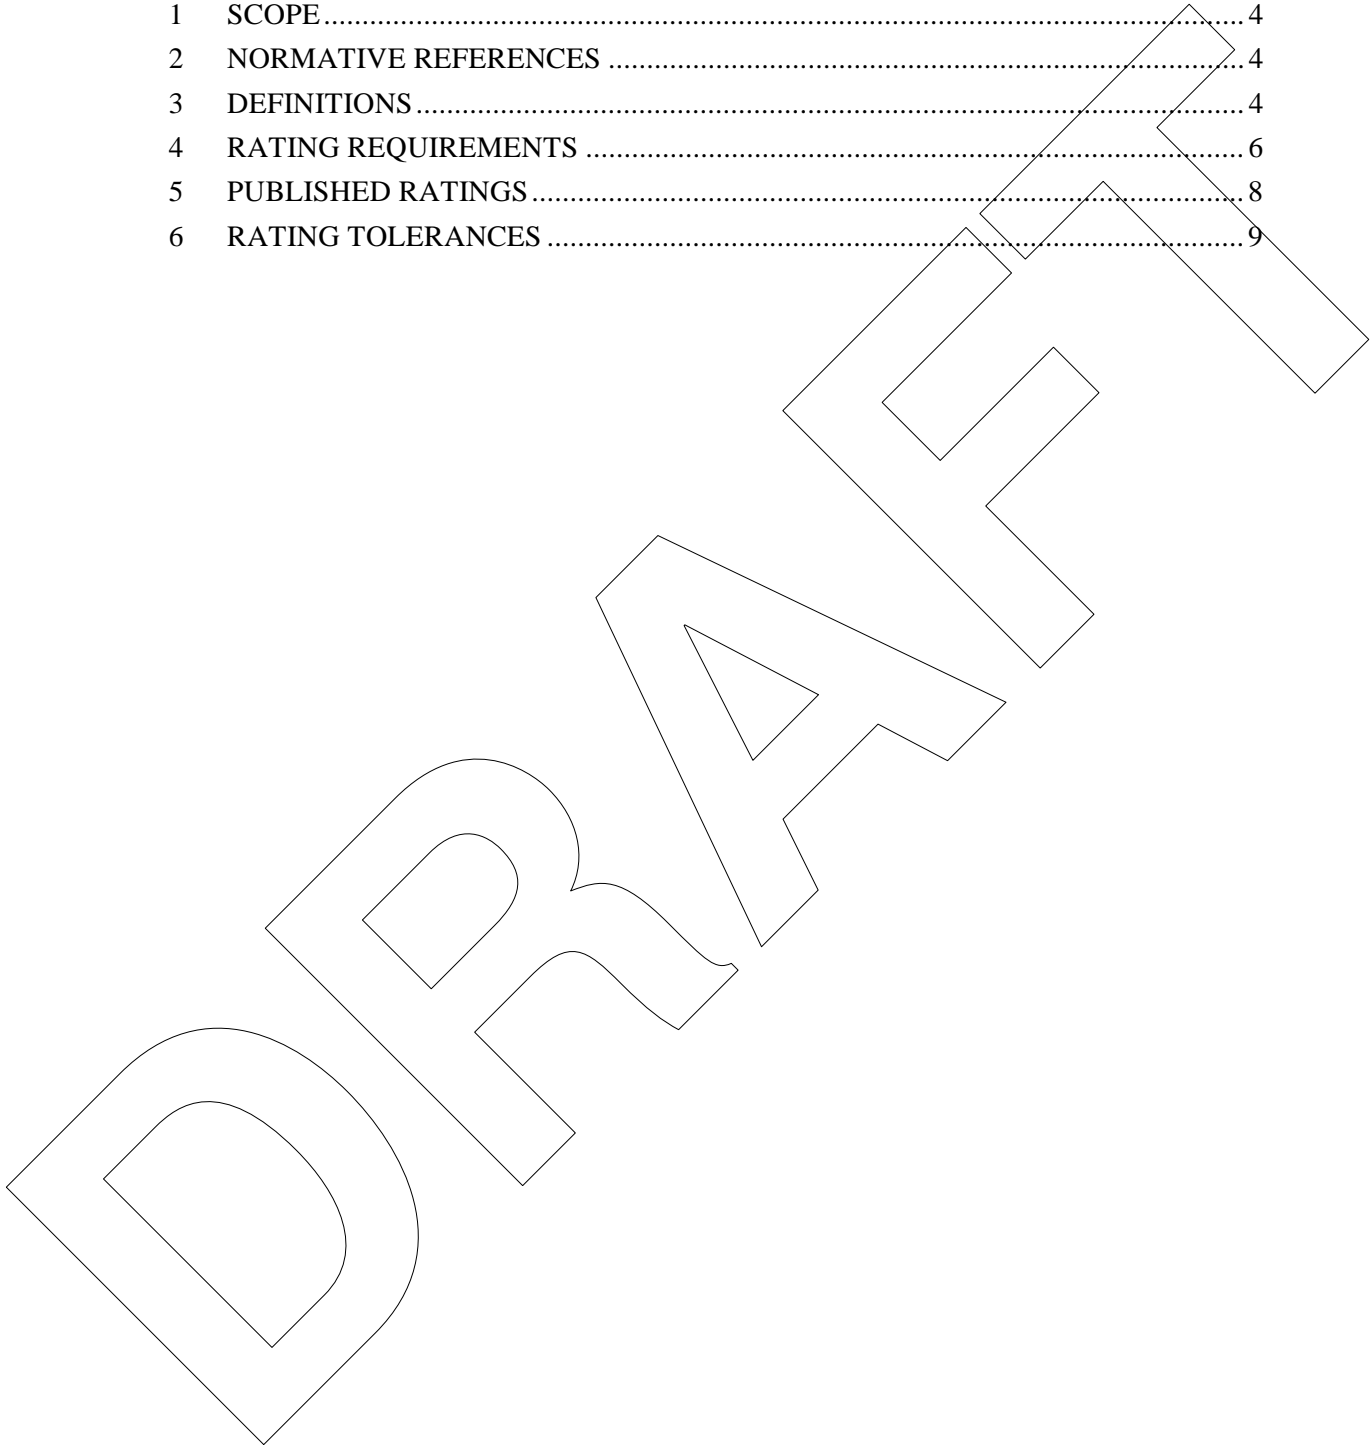 1 SCOPE ........................................................................................................................ 4
2 NORMATIVE REFERENCES .................................................................................... 4
3 DEFINITIONS ............................................................................................................ 4
4 RATING REQUIREMENTS ....................................................................................... 6
5 PUBLISHED RATINGS .............................................................................................. 8
6 RATING TOLERANCES ............................................................................................ 9
DRAFT